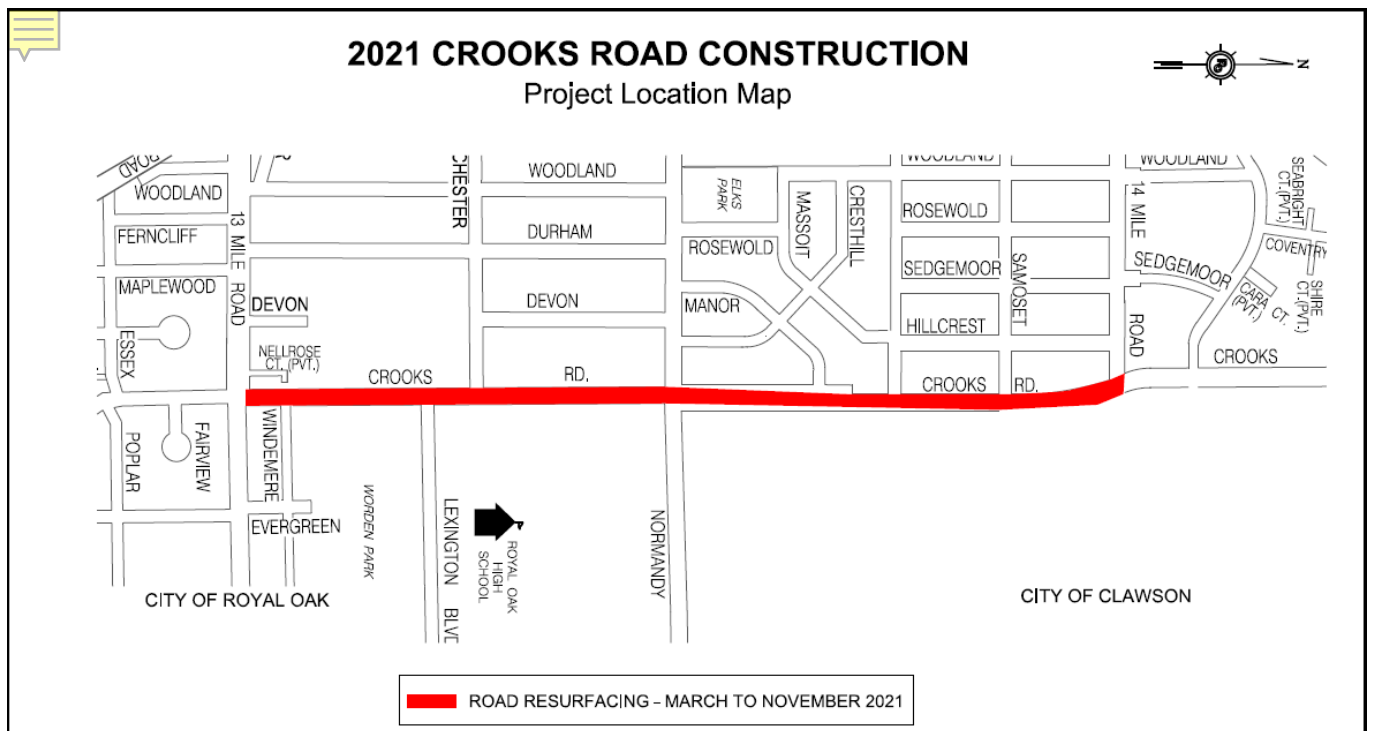 2021 CROOKS ROAD CONSTRUCTION
Project Location Map
N
ROAD
WOODLAND
FERNCLIFF
MAPLEWOOD
ESSEX
POPLAR
FAIRVIEW
13 MILE ROAD
DEVON
NELLROSE
CT. (PVT.)
WINDEMERE
EVERGREEN
WORDEN PARK
CHESTER
CROOKS
RD.
WOODLAND
DURHAM
DEVON
LEXINGTON BLVD
ROYAL OAK
HIGH
SCHOOL
NORMANDY
ELKS
PARK
ROSEWOLD
MANOR
MASSOIT
CRESTHILL
WOODLAND
ROSEWOLD
SEDGEMOOR
HILLCREST
SAMOSET
CROOKS
RD.
WOODLAND
14 MILE
ROAD
SEDGEMOOR
SEABRIGHT
CT.(PVT.)
COVENTRY
CARA CT.
(PVT.)
SHIRE
CT.(PVT.)
CROOKS
CITY OF ROYAL OAK
CITY OF CLAWSON
ROAD RESURFACING – MARCH TO NOVEMBER 2021